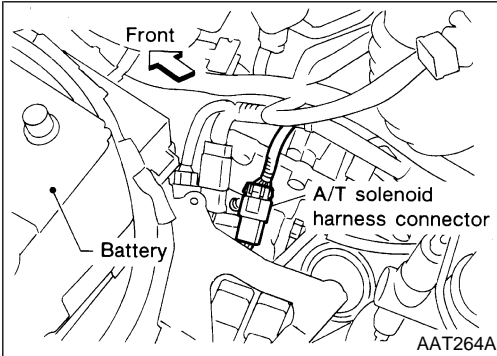 Front
A/T solenoid
harness connector
Battery
AAT264A